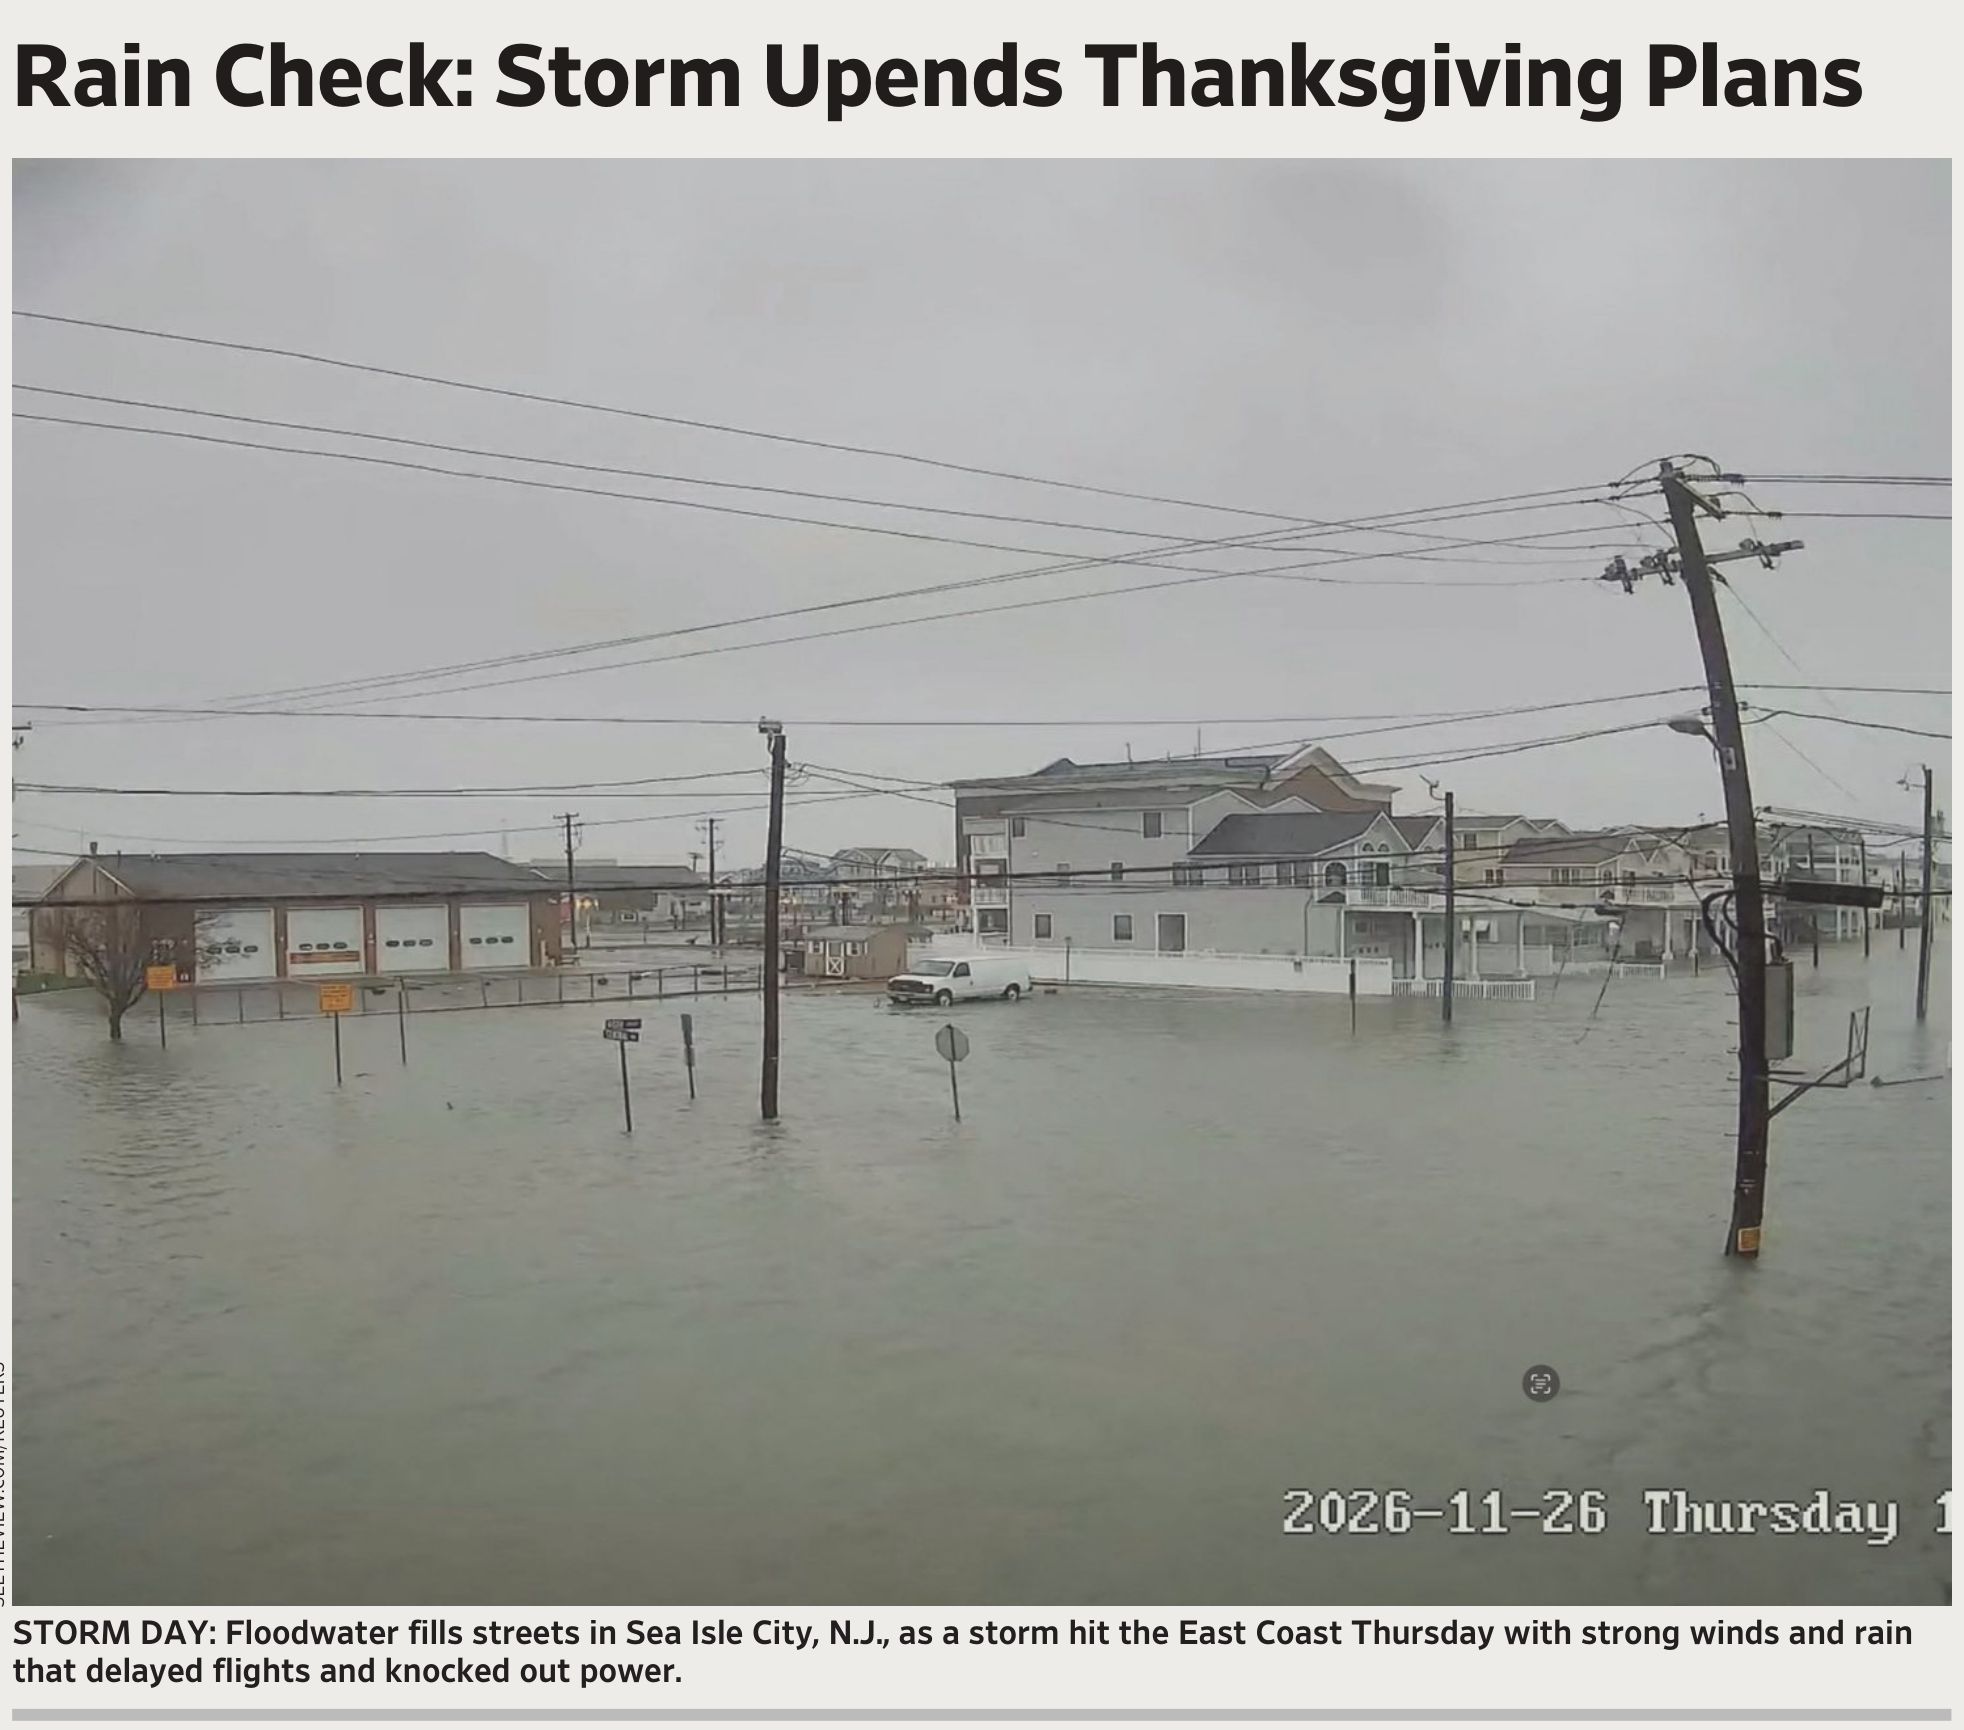 Rain Check: Storm Upends Thanksgiving Plans
2026-11-26 Thursday 1
STORM DAY: Floodwater fills streets in Sea Isle City, N.J., as a storm hit the East Coast Thursday with strong winds and rain
that delayed flights and knocked out power.